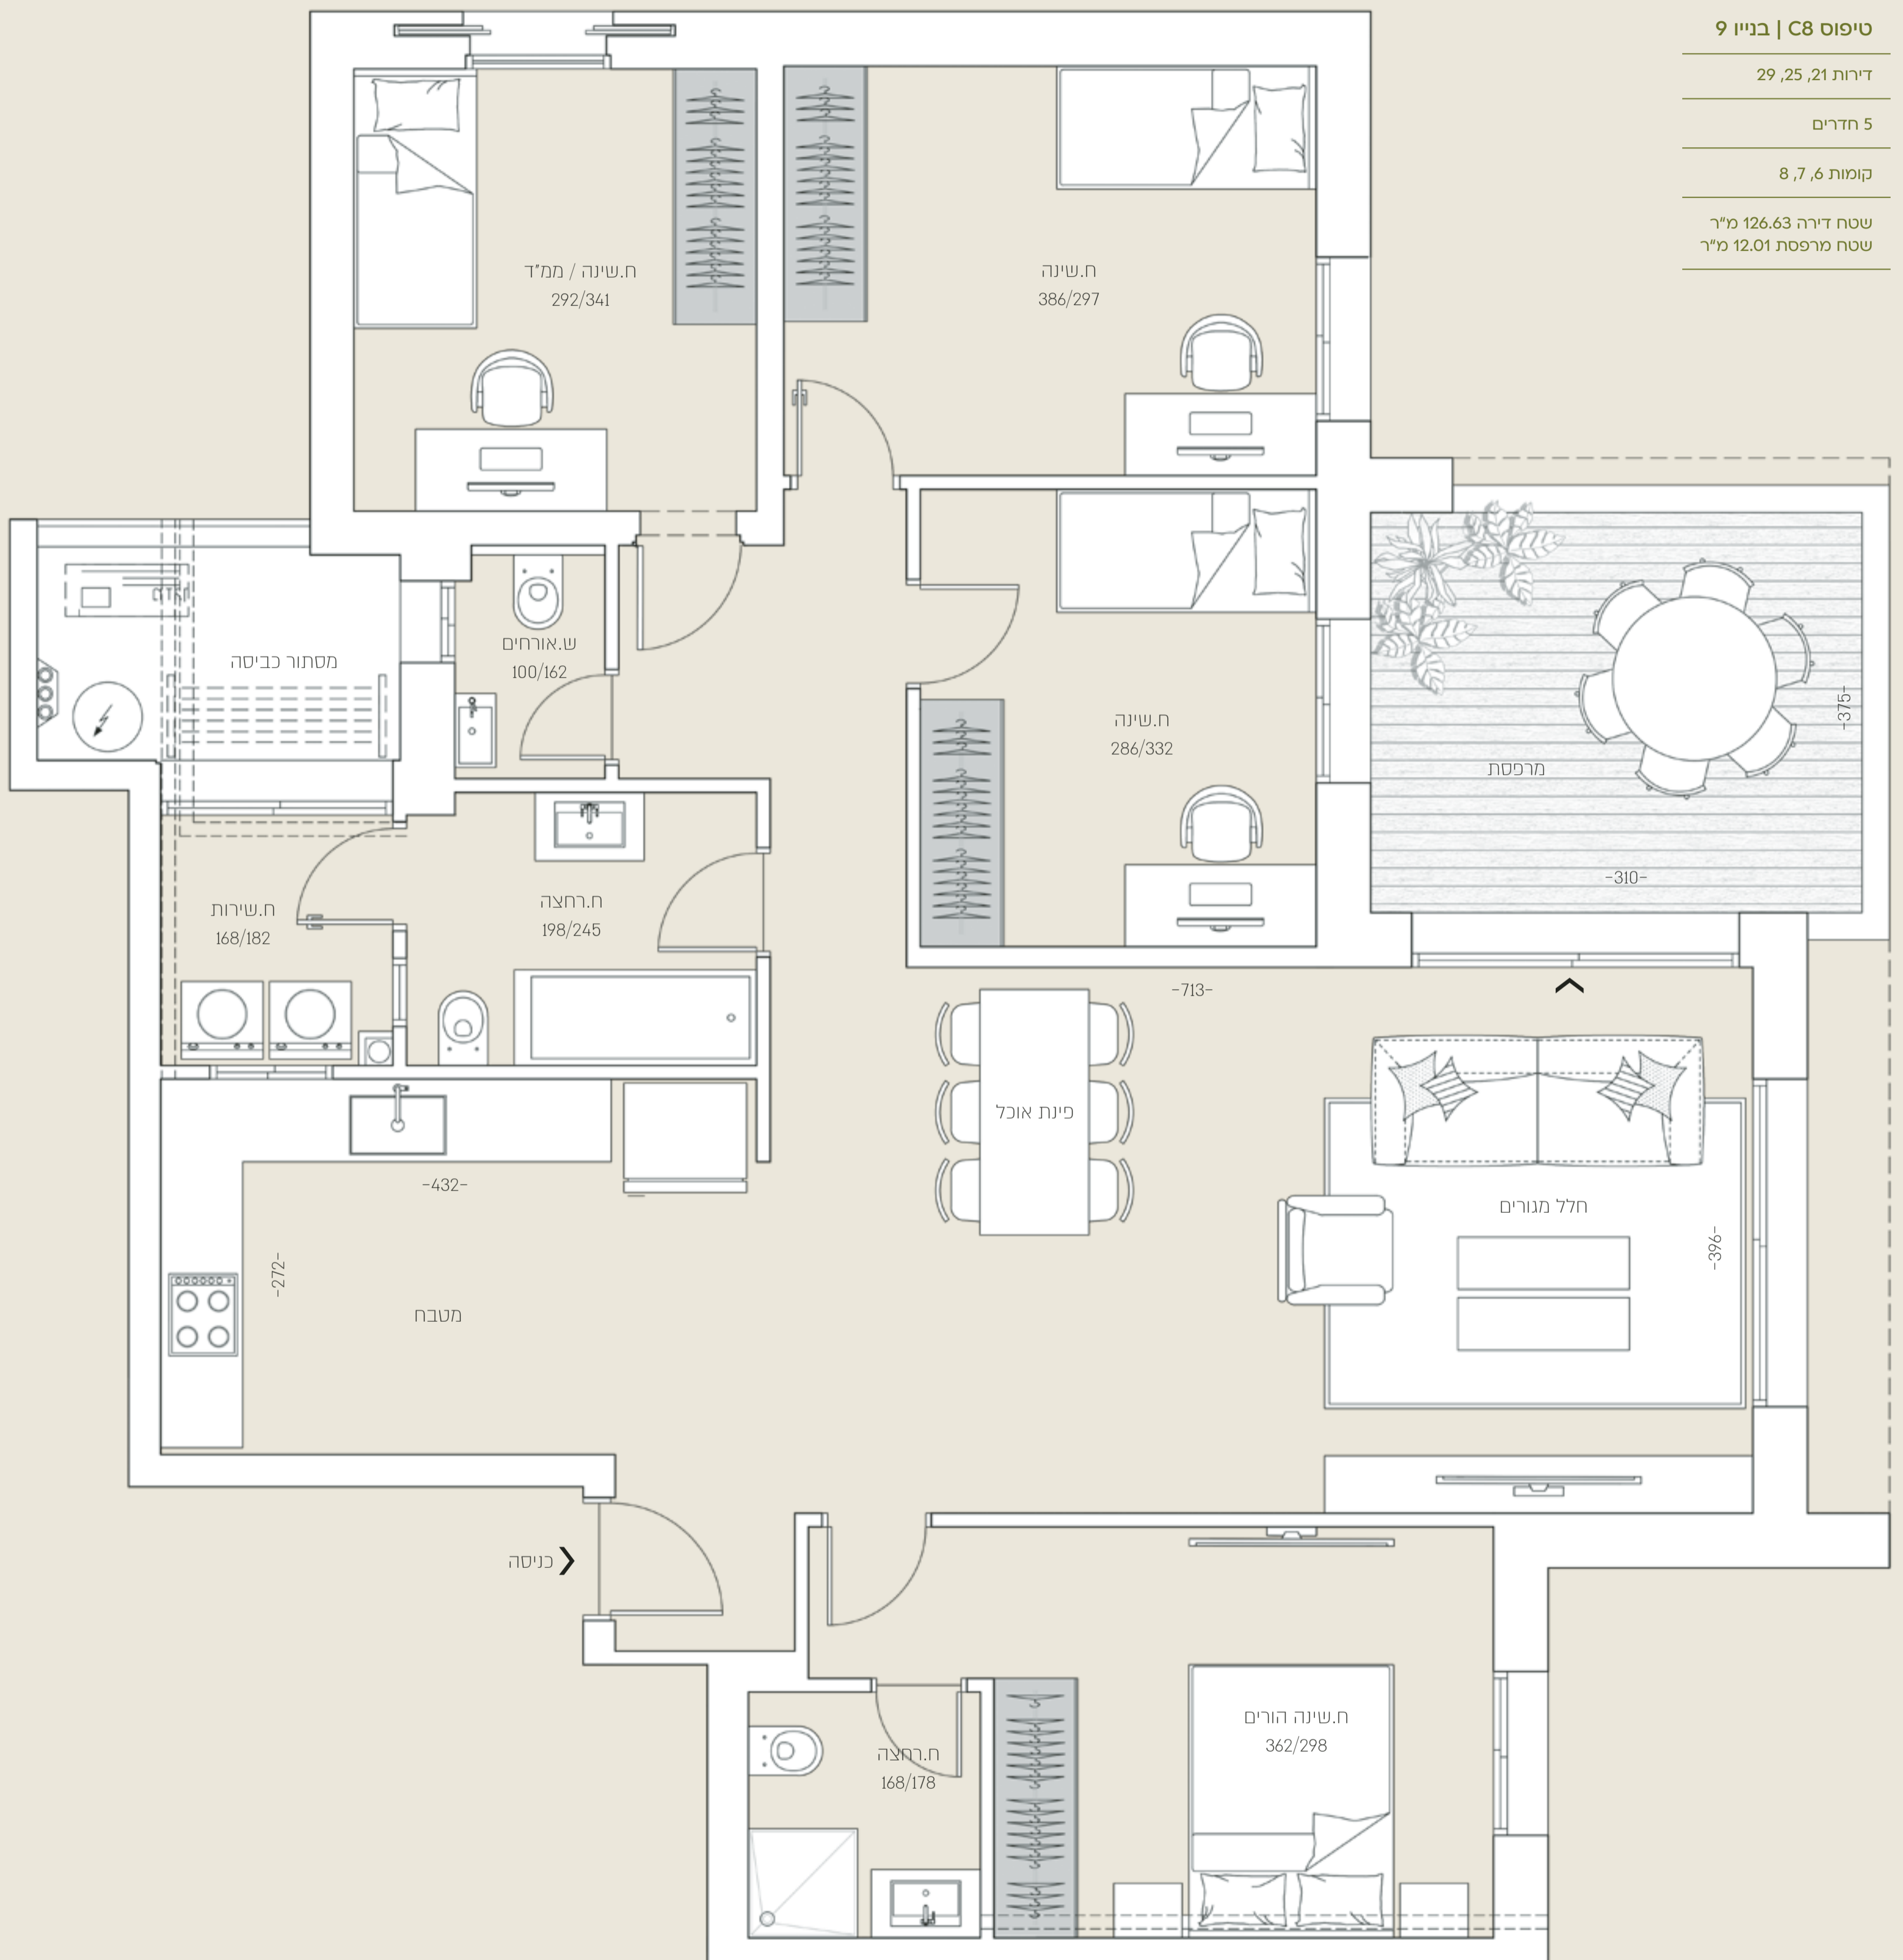 טיפוס C8 | בניין 9
דירות 21, 25, 29
5 חדרים
קומות 6, 7, 8
שטח דירה 126.63 מ"ר
שטח מרפסת 12.01 מ"ר
ח.שינה / ממ"ד
292/341
ח.שינה
386/297
ש.אורחים
100/162
מסתור כביסה
ח.שינה
286/332
מרפסת
-375-
-310-
ח.שירות
168/182
ח.רחצה
198/245
-713-
פינת אוכל
-432-
-272-
מטבח
חלל מגורים
-396-
כניסה
ח.שינה הורים
362/298
ח.רחצה
168/178